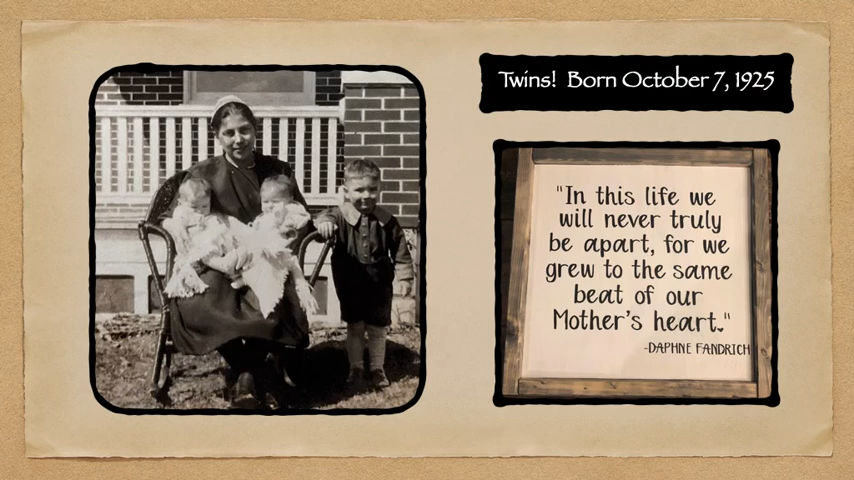 Twins! Born October 7, 1925
"In this life we
will never truly
be apart, for we
grew to the same
beat of our
Mother's heart."
-DAPHNE FANDRICH